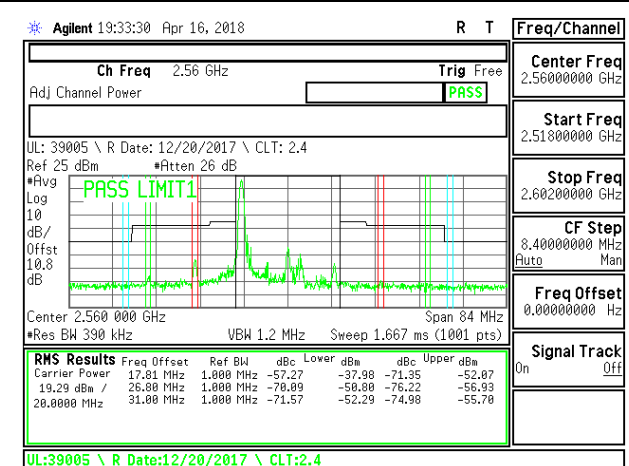 Agilent 19:33:30 Apr 16, 2018 R T
Freq/Channel
Ch Freq 2.56 GHz Trig Free
Adj Channel Power PASS
Center Freq
2.56000000 GHz
Start Freq
2.51800000 GHz
UL: 39005 \ R Date: 12/20/2017 \ CLT: 2.4
Ref 25 dBm #Atten 26 dB
#Avg
Log
10
dB/
Offst
10.8
dB
PASS LIMIT1
Stop Freq
2.60200000 GHz
CF Step
8.40000000 MHz
Auto Man
Freq Offset
0.00000000 Hz
Center 2.560 000 GHz Span 84 MHz
#Res BW 390 kHz VBW 1.2 MHz Sweep 1.667 ms (1001 pts)
Signal Track
On Off
RMS Results Freq Offset Ref BW dBc Lower dBm dBc Upper dBm
Carrier Power 17.81 MHz 1.000 MHz -57.27 -37.98 -71.35 -52.07
19.29 dBm / 26.80 MHz 1.000 MHz -70.09 -50.80 -76.22 -56.93
20.0000 MHz 31.00 MHz 1.000 MHz -71.57 -52.29 -74.98 -55.70
UL:39005 \ R Date:12/20/2017 \ CLT:2.4